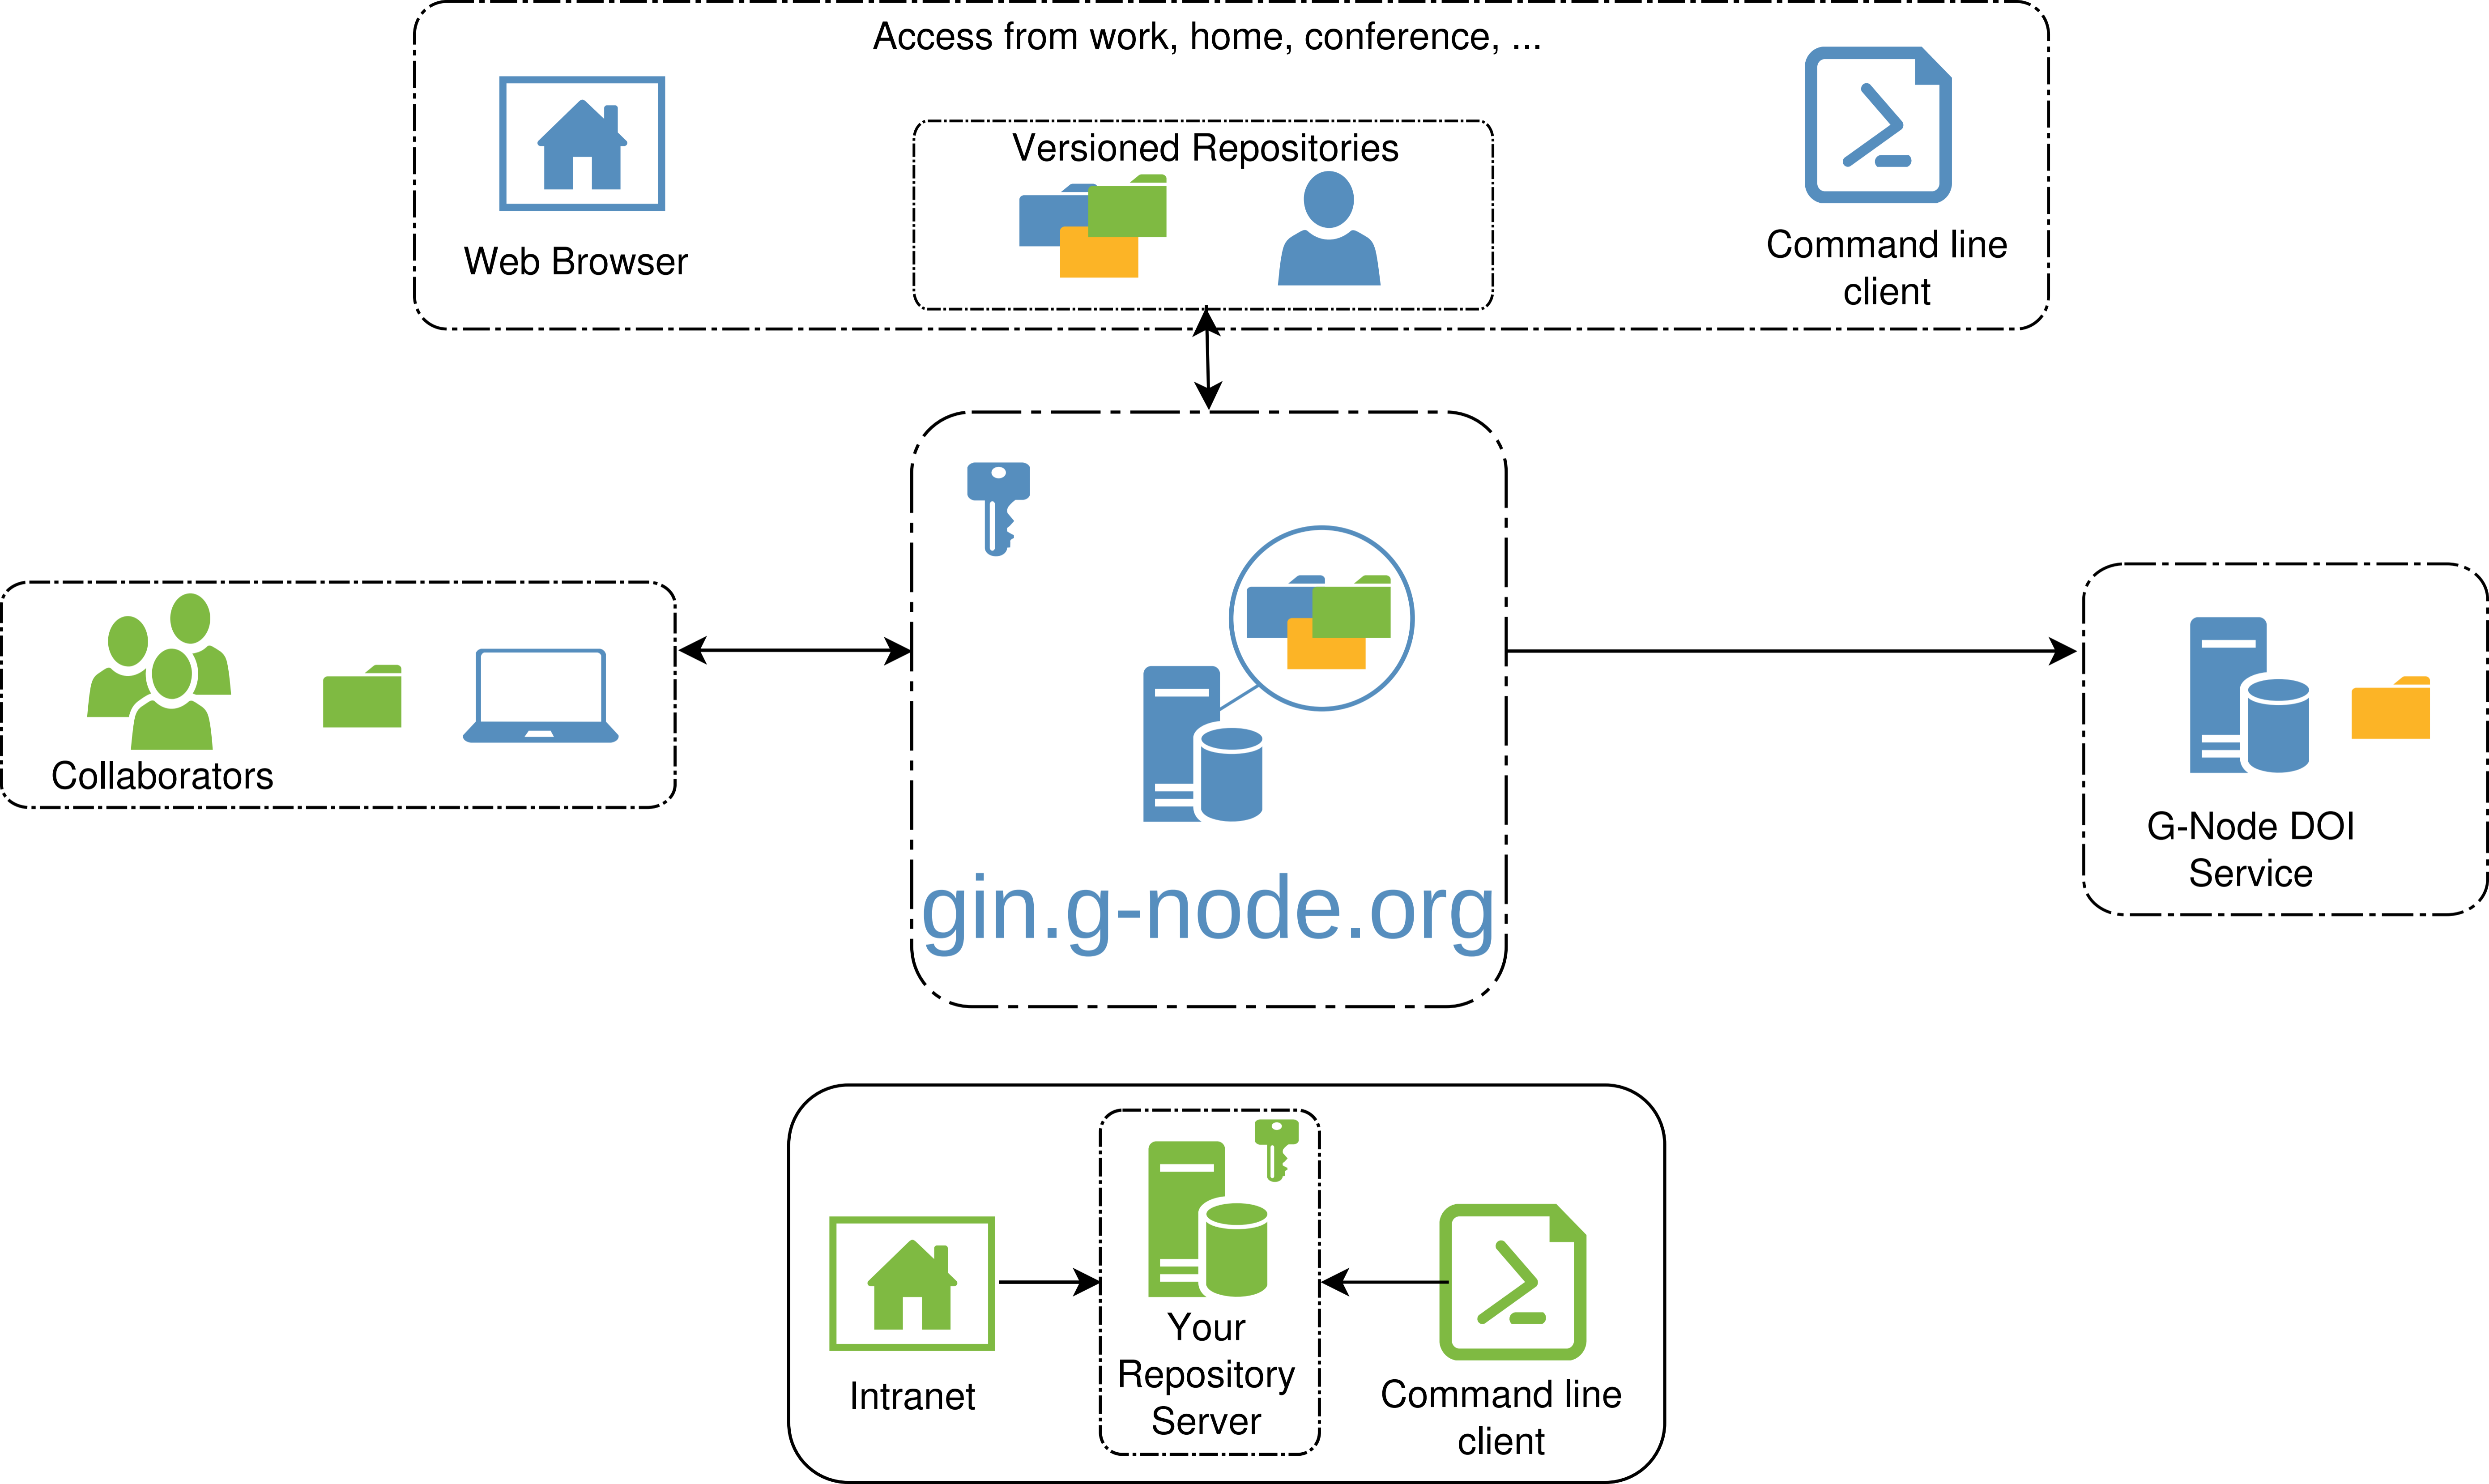 Access from work, home, conference, ...
Versioned Repositories
Web Browser
Command line
client
Collaborators
gin.g-node.org
G-Node DOI
Service
Your
Repository
Server
Intranet
Command line
client